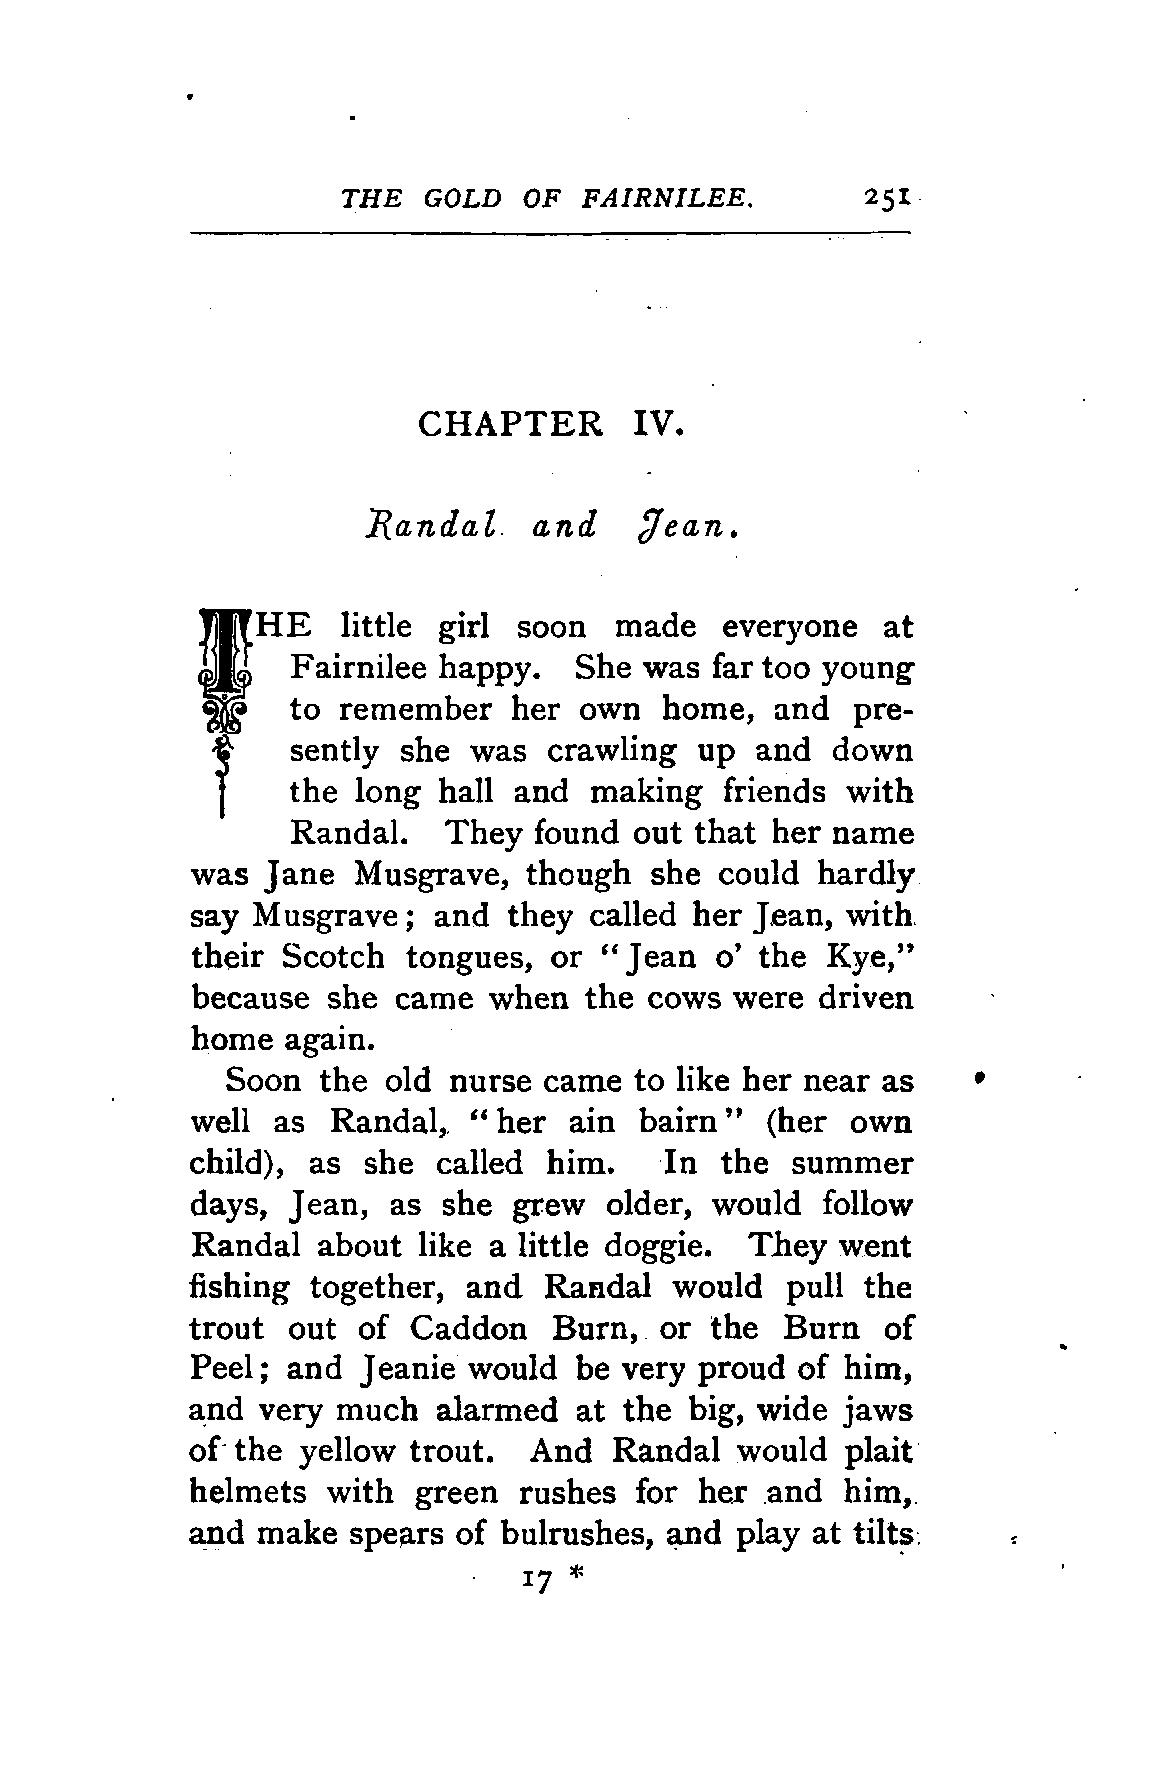 THE GOLD OF FAIRNILEE. 251
CHAPTER IV.
Randal and Jean.
THE little girl soon made everyone at
Fairnilee happy. She was far too young
to remember her own home, and pre-
sently she was crawling up and down
the long hall and making friends with
Randal. They found out that her name
was Jane Musgrave, though she could hardly
say Musgrave; and they called her Jean, with
their Scotch tongues, or "Jean o' the Kye,"
because she came when the cows were driven
home again.
Soon the old nurse came to like her near as
well as Randal, "her ain bairn" (her own
child), as she called him. In the summer
days, Jean, as she grew older, would follow
Randal about like a little doggie. They went
fishing together, and Randal would pull the
trout out of Caddon Burn, or the Burn of
Peel; and Jeanie would be very proud of him,
and very much alarmed at the big, wide jaws
of the yellow trout. And Randal would plait
helmets with green rushes for her and him,
and make spears of bulrushes, and play at tilts
17 *